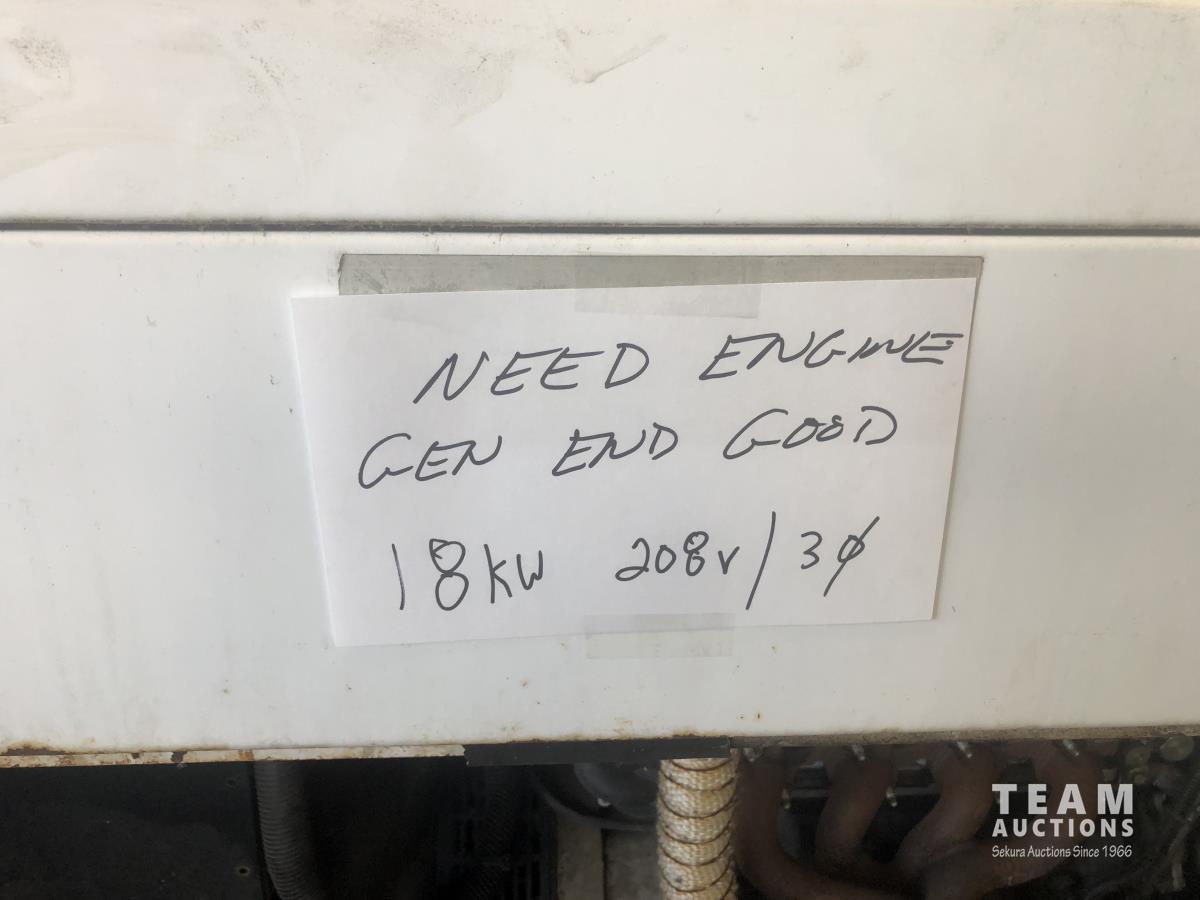 NEED ENGINE
GEN END GOOD
18kW 208v/3ø
TEAM
AUCTIONS
Sekura Auctions Since 1966